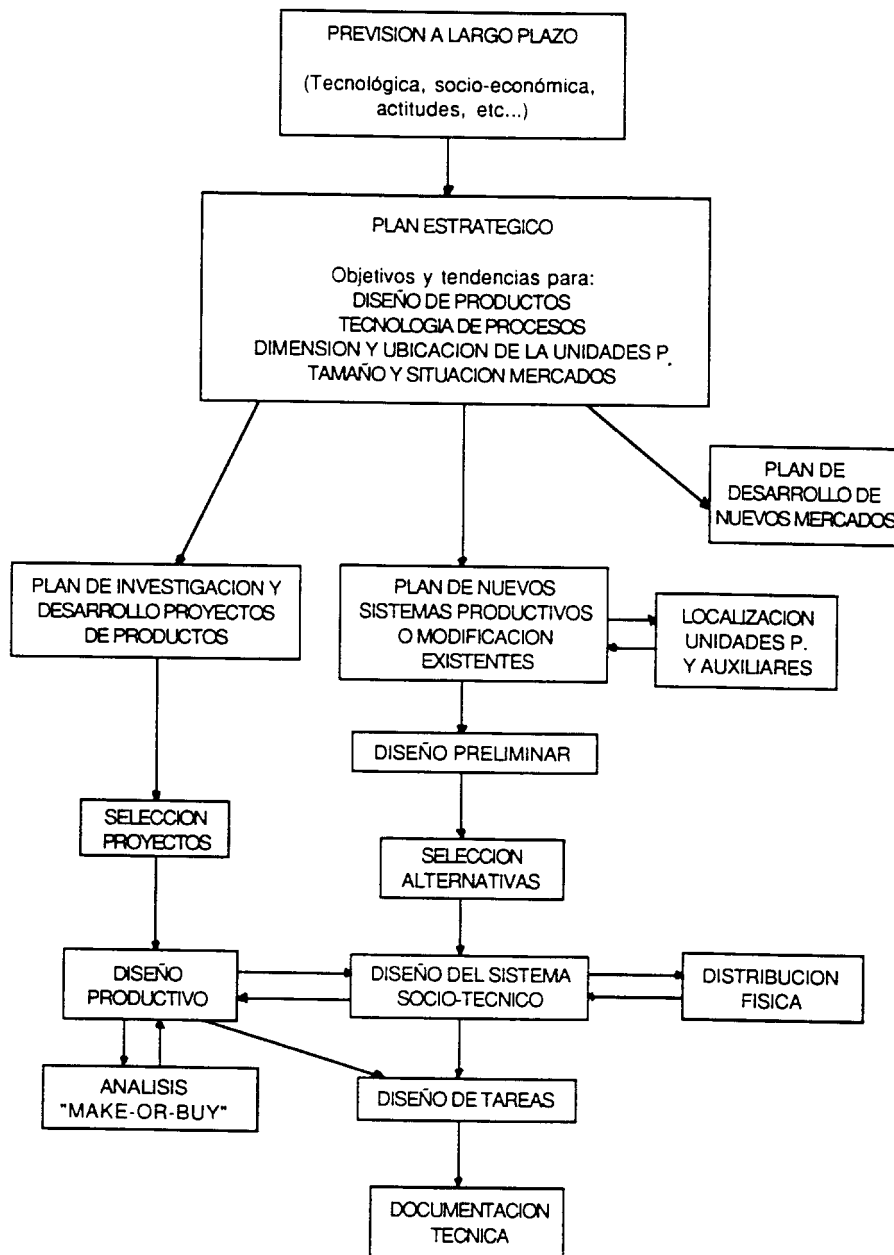 PREVISION A LARGO PLAZO
(Tecnológica, socio-económica,
actitudes, etc...)
PLAN ESTRATEGICO
Objetivos y tendencias para:
DISEÑO DE PRODUCTOS
TECNOLOGIA DE PROCESOS
DIMENSION Y UBICACION DE LA UNIDADES P.
TAMAÑO Y SITUACION MERCADOS
PLAN DE
DESARROLLO DE
NUEVOS MERCADOS
PLAN DE INVESTIGACION Y
DESARROLLO PROYECTOS
DE PRODUCTOS
PLAN DE NUEVOS
SISTEMAS PRODUCTIVOS
O MODIFICACION
EXISTENTES
LOCALIZACION
UNIDADES P.
Y AUXILIARES
DISEÑO PRELIMINAR
SELECCION
PROYECTOS
SELECCION
ALTERNATIVAS
DISEÑO
PRODUCTIVO
DISEÑO DEL SISTEMA
SOCIO-TECNICO
DISTRIBUCION
FISICA
ANALISIS
"MAKE-OR-BUY"
DISEÑO DE TAREAS
DOCUMENTACION
TECNICA